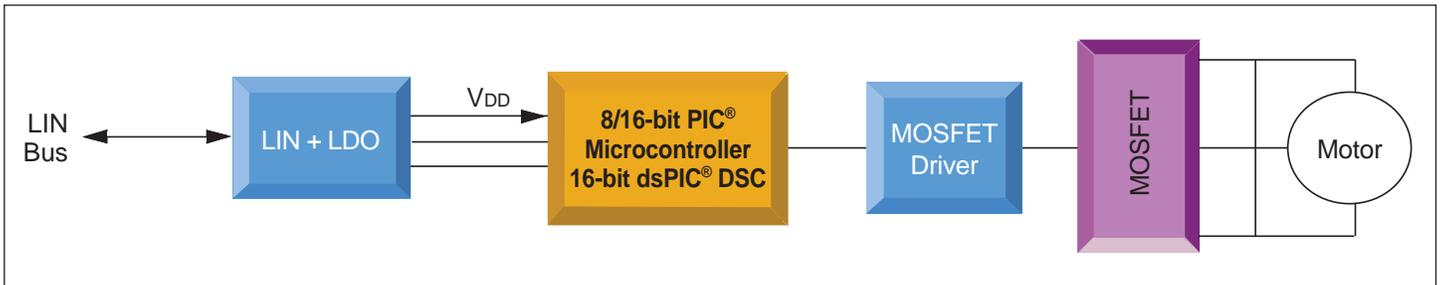 LIN
Bus
LIN + LDO
VDD
8/16-bit PIC®
Microcontroller
16-bit dsPIC® DSC
MOSFET
Driver
MOSFET
Motor